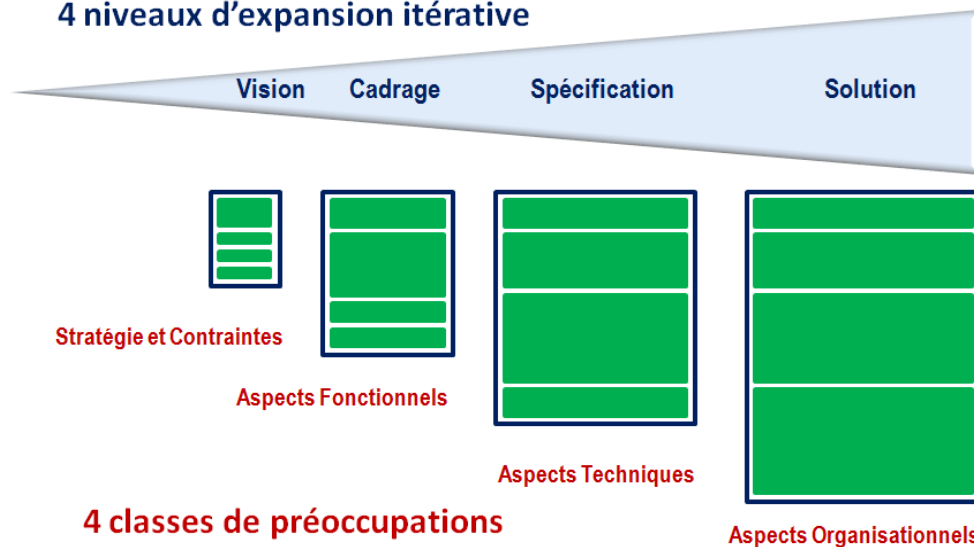 4 niveaux d’expansion itérative
Vision
Cadrage
Spécification
Solution
Stratégie et Contraintes
Aspects Fonctionnels
Aspects Techniques
4 classes de préoccupations
Aspects Organisationnels